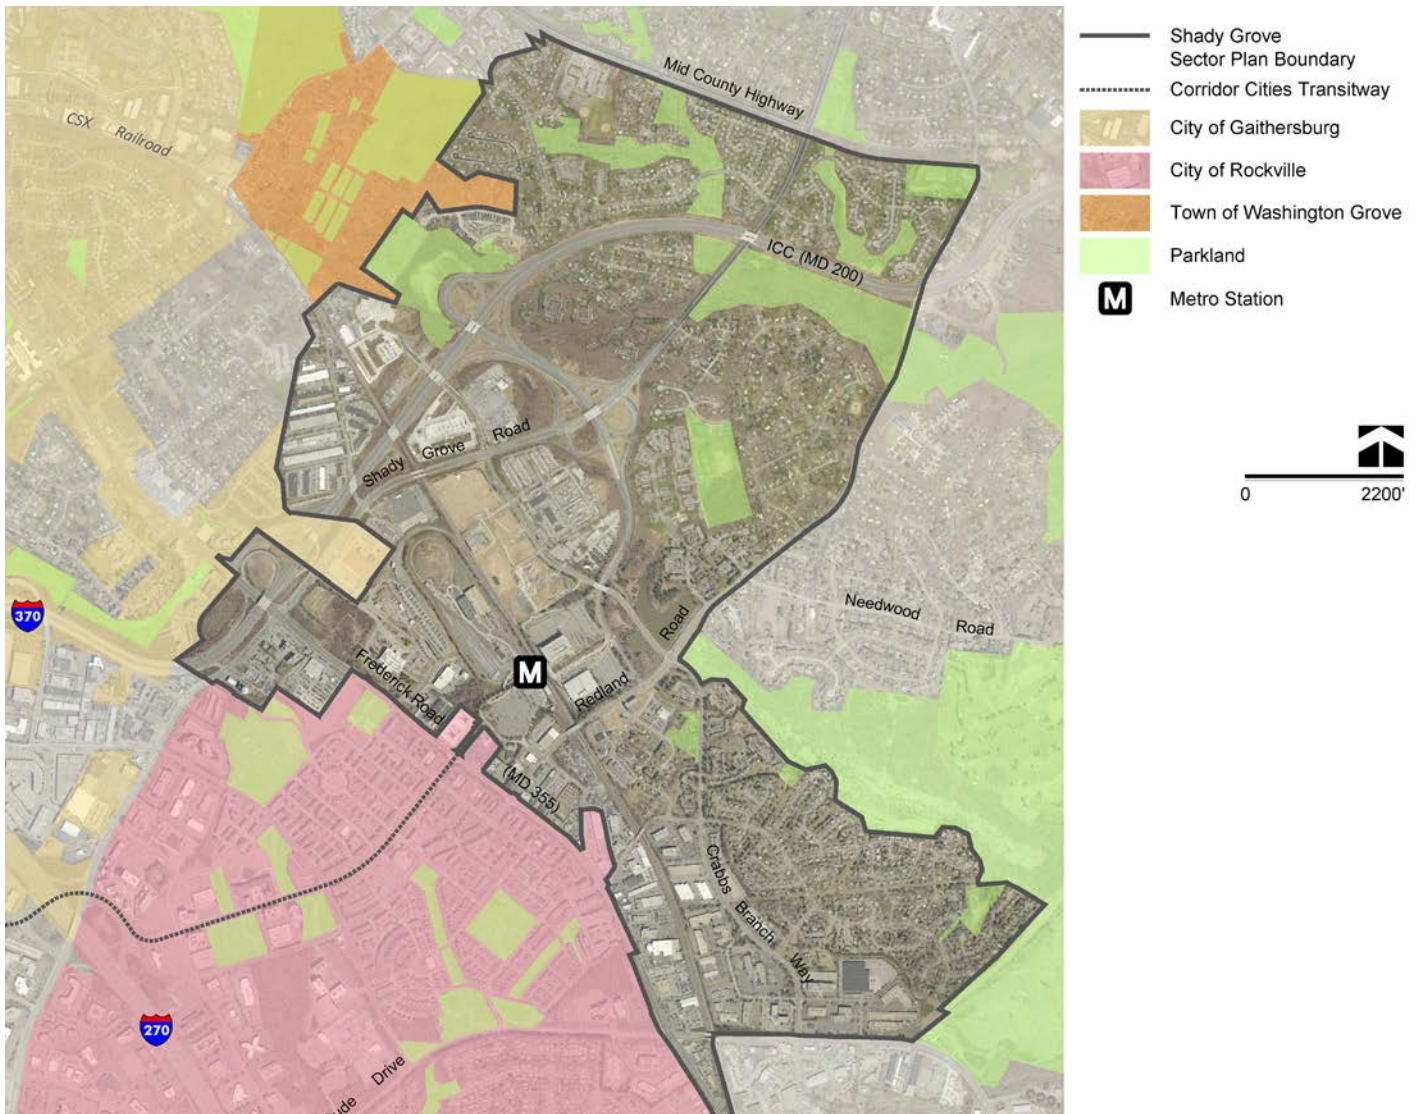 Mid County Highway
CSX Railroad
ICC (MD 200)
Shady Grove Road
370
Needwood Road
Redland Road
M
Frederick Road
(MD 355)
Crabbs Branch Way
270
Drive
Shady Grove
Sector Plan Boundary
Corridor Cities Transitway
City of Gaithersburg
City of Rockville
Town of Washington Grove
Parkland
M
Metro Station
0 2200'